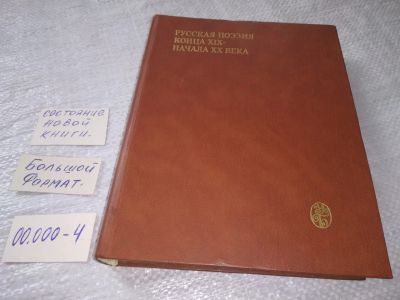 РУССКАЯ ПОЭЗИЯ
КОНЦА XIX-
НАЧАЛА XX ВЕКА
СОСТОЯНИЕ
НОВОЙ
КНИГИ.
БОЛЬШОЙ
ФОРМАТ.
00.000-4